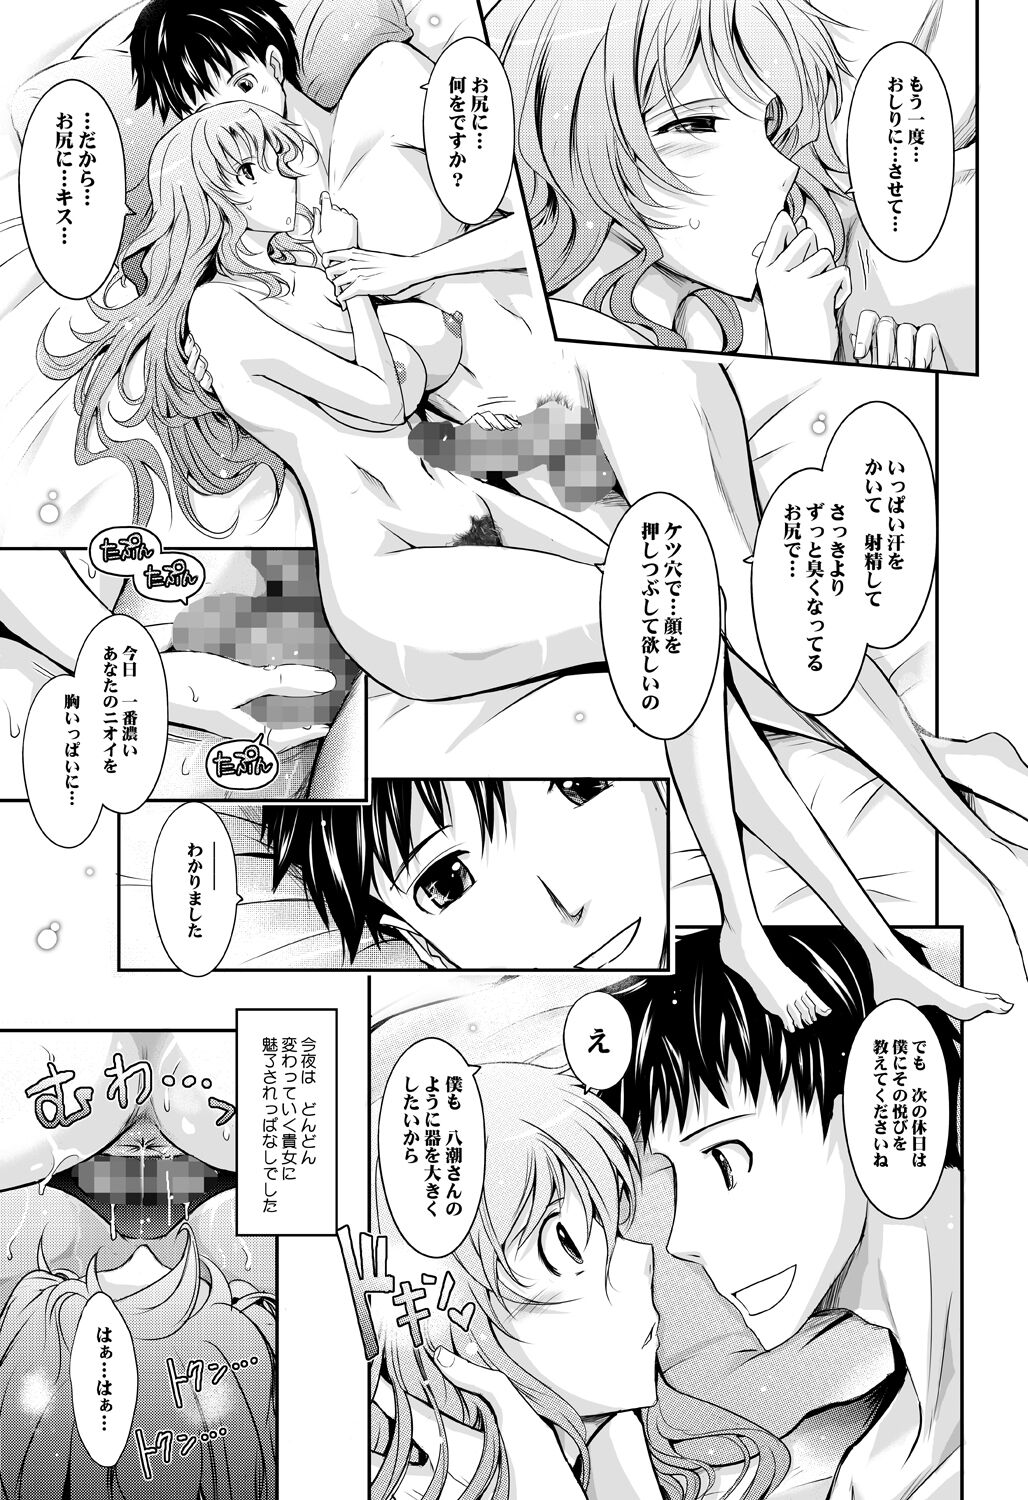 もう一度…
おしりに…させて…
お尻に…
何をですか？
…だから…
お尻に…キス…
いっぱい汗を
かいて　射精して
さっきより
ずっと臭くなってる
お尻で…
ケツ穴で…顔を
押しつぶして欲しいの
たぷん
たぷん
たぷん
今日　一番濃い
あなたのニオイを
胸いっぱいに…
――わかりました
でも　次の休日は
僕にその悦びを
教えてくださいね
え
僕も　八潮さんの
ように器を大きく
したいから
ドキッ♡
今夜は　どんどん
変わっていく貴女に
魅了されっぱなしでした
むわ…
はぁ…はぁ…
トクン…
トクン…